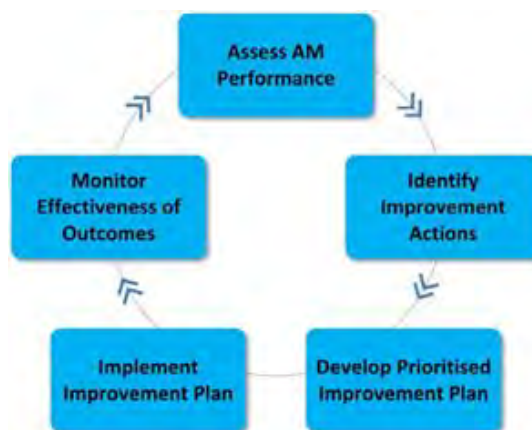 Assess AM
Performance
Identify
Improvement
Actions
Develop Prioritised
Improvement Plan
Implement
Improvement Plan
Monitor
Effectiveness of
Outcomes